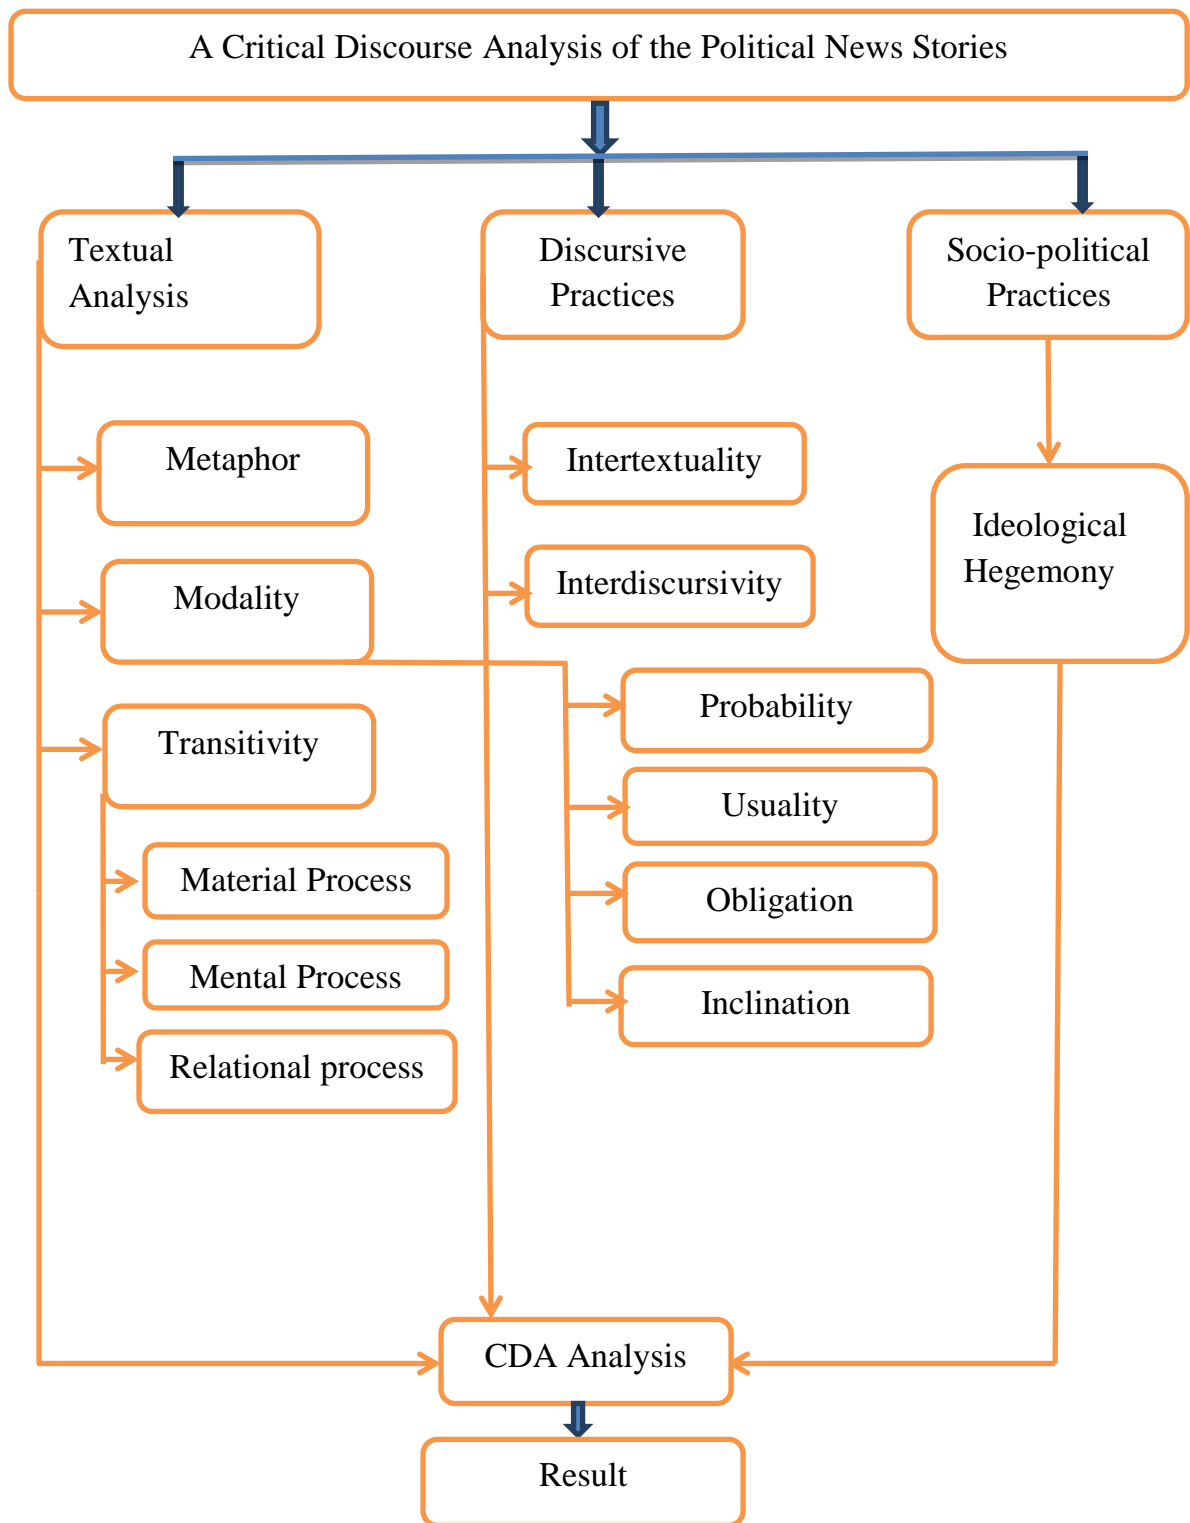 A Critical Discourse Analysis of the Political News Stories
Textual
Analysis
Discursive
Practices
Socio-political
Practices
Metaphor
Modality
Transitivity
Material Process
Mental Process
Relational process
Intertextuality
Interdiscursivity
Probability
Usuality
Obligation
Inclination
Ideological
Hegemony
CDA Analysis
Result